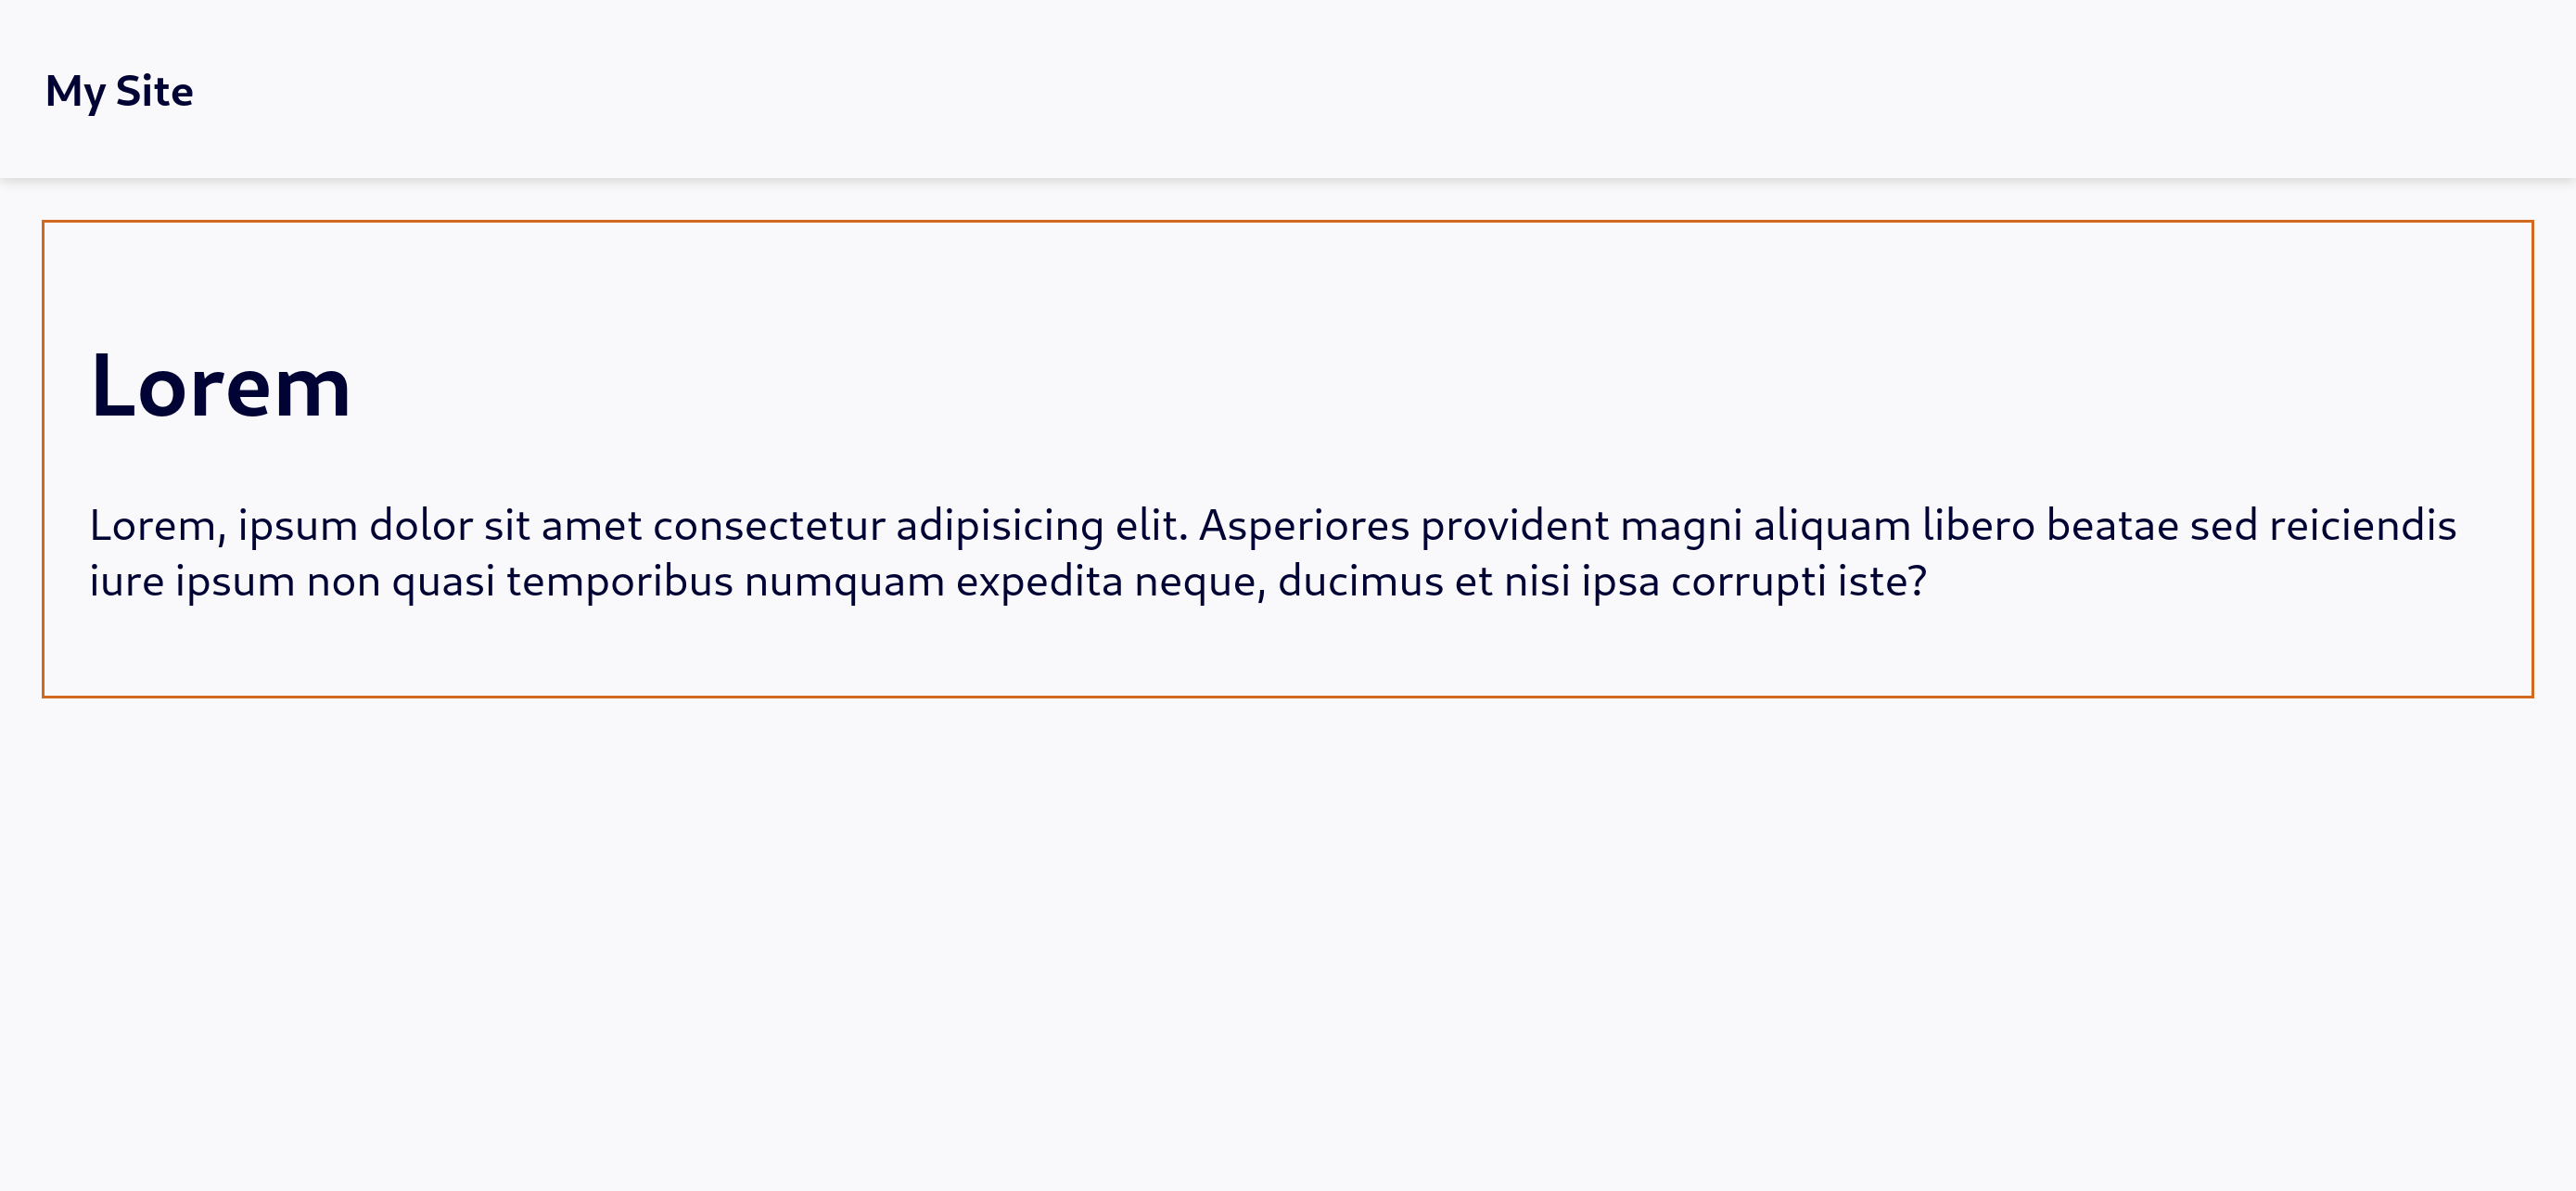 My Site
Lorem
Lorem, ipsum dolor sit amet consectetur adipisicing elit. Asperiores provident magni aliquam libero beatae sed reiciendis
iure ipsum non quasi temporibus numquam expedita neque, ducimus et nisi ipsa corrupti iste?